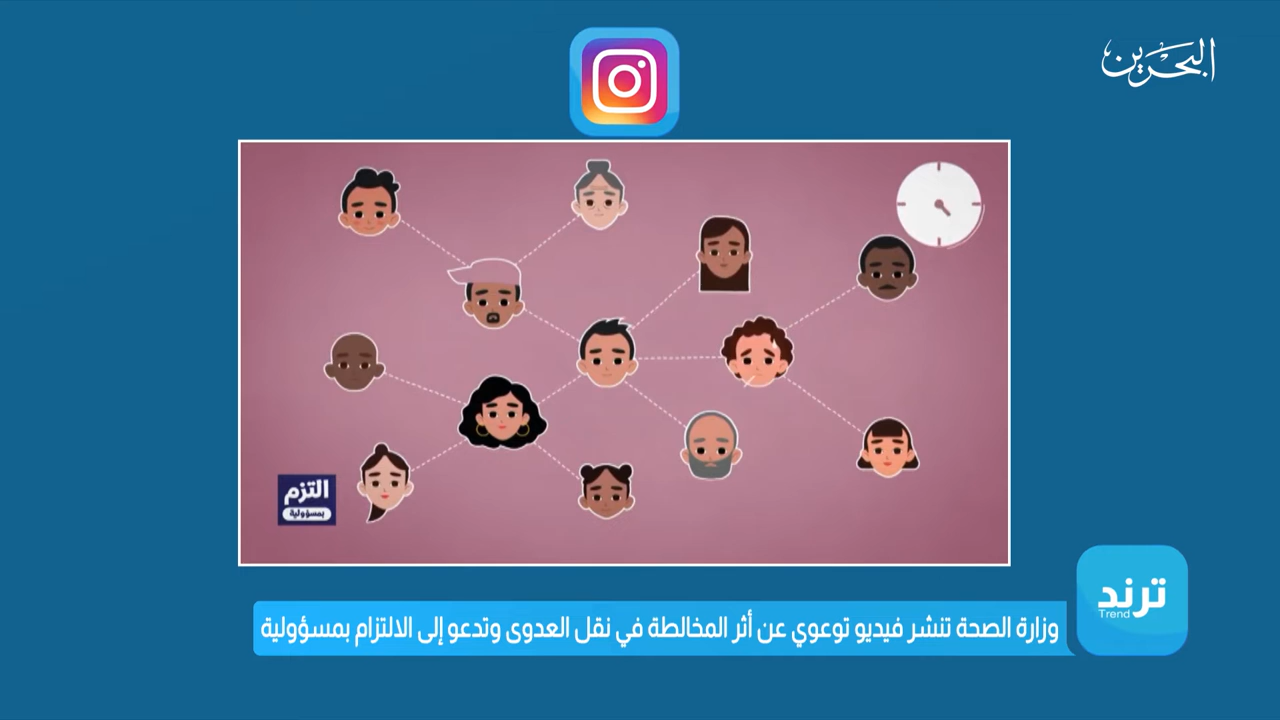 البحرين
التزم
بمسؤولية
ترند
Trend
وزارة الصحة تنشر فيديو توعوي عن أثر المخالطة في نقل العدوى وتدعو إلى الالتزام بمسؤولية